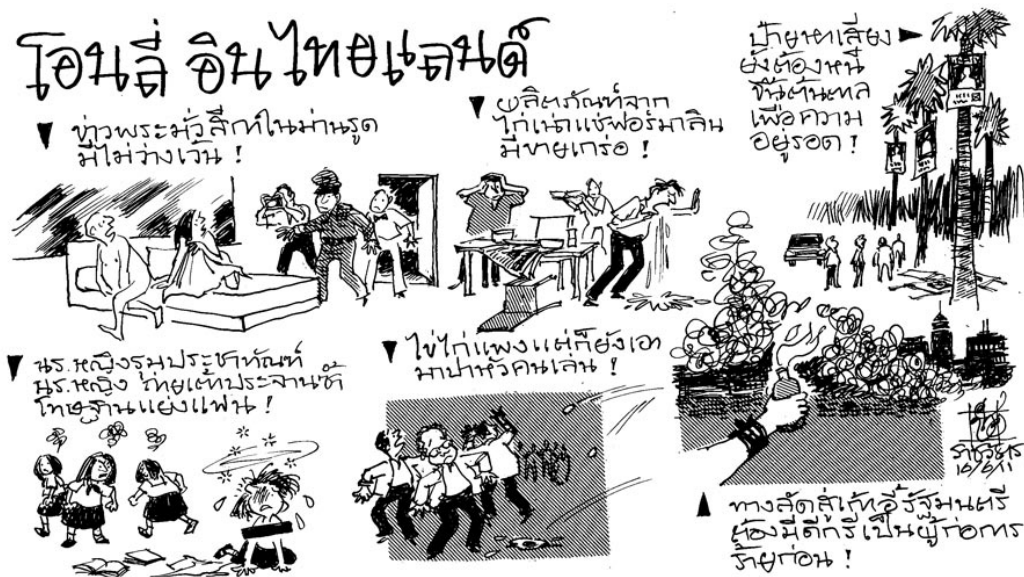 โอนลี่ อิน ไทยแลนด์
ข่าวพระมั่วสีกาในม่านรูด
มีไม่ว่างเว้น !
ผลิตภัณฑ์จาก
ไก่เน่าแช่ฟอร์มาลิน
มีขายเกร่อ !
ป้ายหาเสียง
ยังต้องหนี
ขึ้นต้นตาล
เพื่อความ
อยู่รอด !
นร.หญิงรุมประชาทัณฑ์
นร.หญิง ถ่ายเต้าประจานซ้ำ
โทษฐานแย่งแฟน !
ไข่ไก่แพงแต่ก็ยังเอา
มาปาหัวคนเล่น !
ทางลัดสู่เก้าอี้รัฐมนตรี
ต้องมีดีกรีเป็นผู้ก่อการ
ร้ายก่อน !